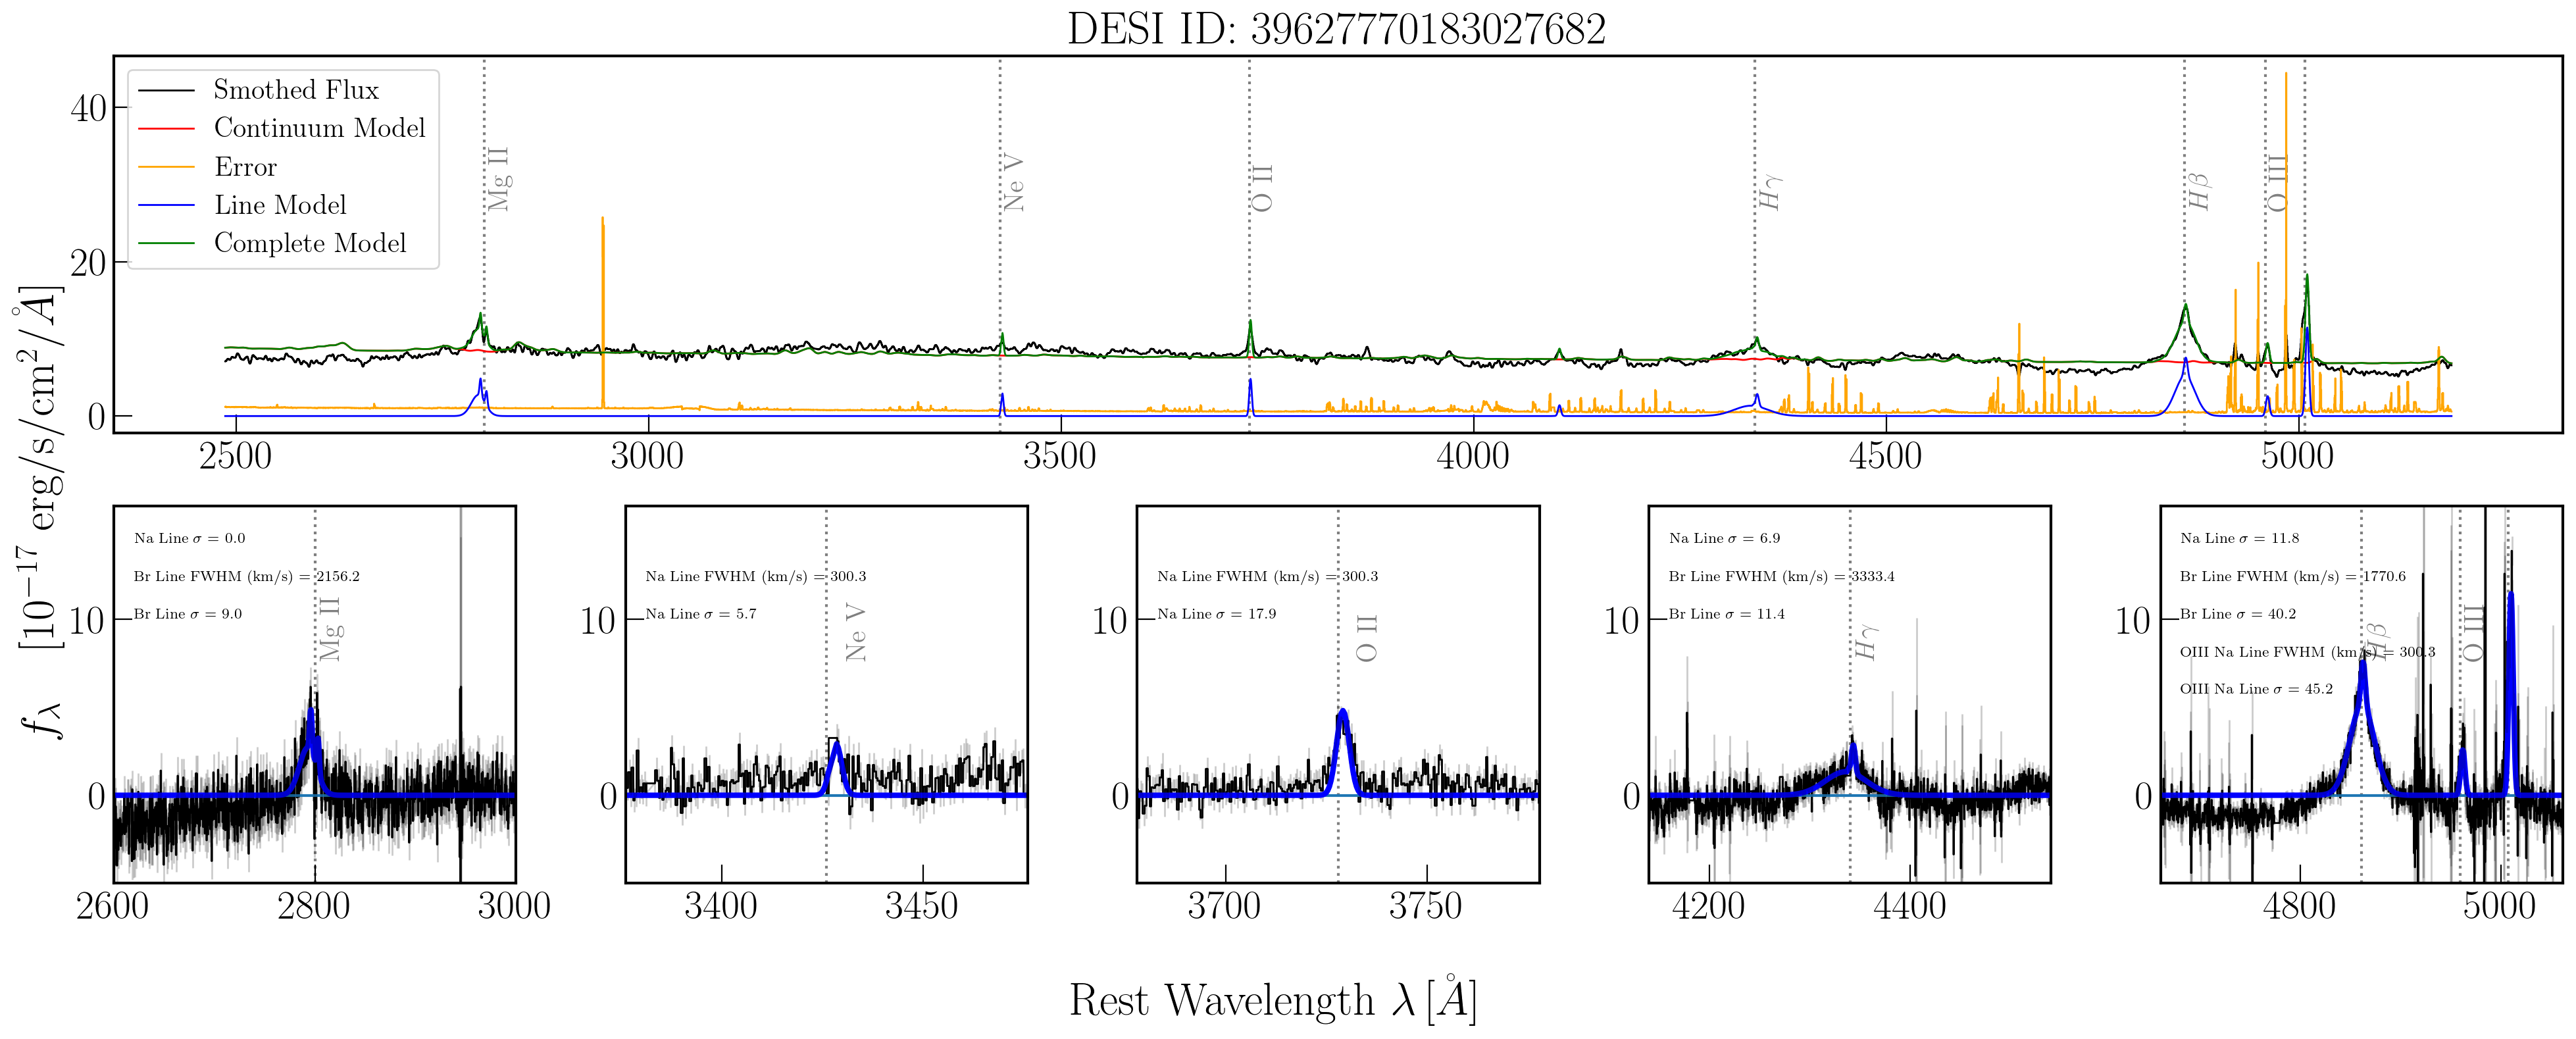 DESI ID: 39627770183027682
Smothed Flux
Continuum Model
Error
Line Model
Complete Model
Mg II
Ne V
O II
Hγ
Hβ
O III
40
20
0
2500 3000 3500 4000 4500 5000
f_λ [10^{-17} erg/s/cm^2/Å]
Na Line σ = 0.0
Br Line FWHM (km/s) = 2156.2
Br Line σ = 9.0
Mg II
10
0
2600 2800 3000
Na Line FWHM (km/s) = 300.3
Na Line σ = 5.7
Ne V
10
0
3400 3450
Na Line FWHM (km/s) = 300.3
Na Line σ = 17.9
O II
10
0
3700 3750
Na Line σ = 6.9
Br Line FWHM (km/s) = 3333.4
Br Line σ = 11.4
Hγ
10
0
4200 4400
Na Line σ = 11.8
Br Line FWHM (km/s) = 1770.6
Br Line σ = 40.2
OIII Na Line FWHM (km/s) = 300.3
OIII Na Line σ = 45.2
Hβ
O III
10
0
4800 5000
Rest Wavelength λ [Å]